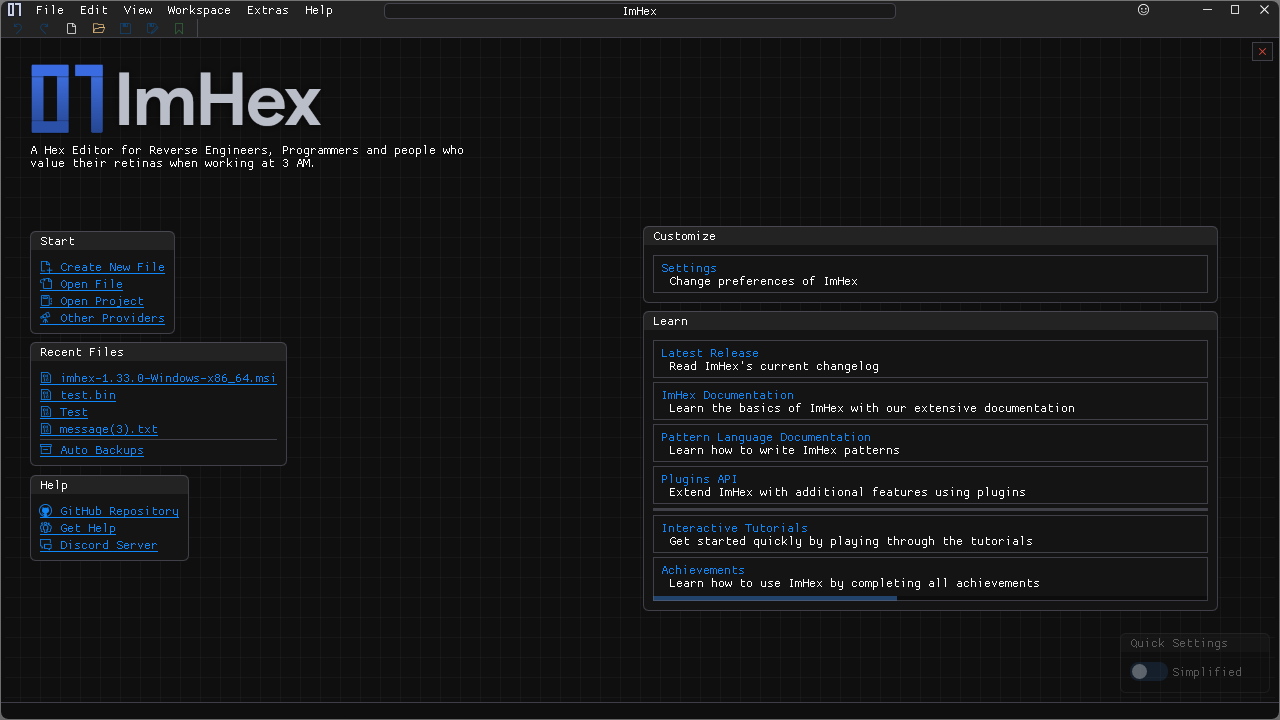 File Edit View Workspace Extras Help
ImHex
ImHex
A Hex Editor for Reverse Engineers, Programmers and people who
value their retinas when working at 3 AM.
Start
Create New File
Open File
Open Project
Other Providers
Recent Files
imhex-1.33.0-Windows-x86_64.msi
test.bin
Test
message(3).txt
Auto Backups
Help
GitHub Repository
Get Help
Discord Server
Customize
Settings
Change preferences of ImHex
Learn
Latest Release
Read ImHex's current changelog
ImHex Documentation
Learn the basics of ImHex with our extensive documentation
Pattern Language Documentation
Learn how to write ImHex patterns
Plugins API
Extend ImHex with additional features using plugins
Interactive Tutorials
Get started quickly by playing through the tutorials
Achievements
Learn how to use ImHex by completing all achievements
Quick Settings
Simplified